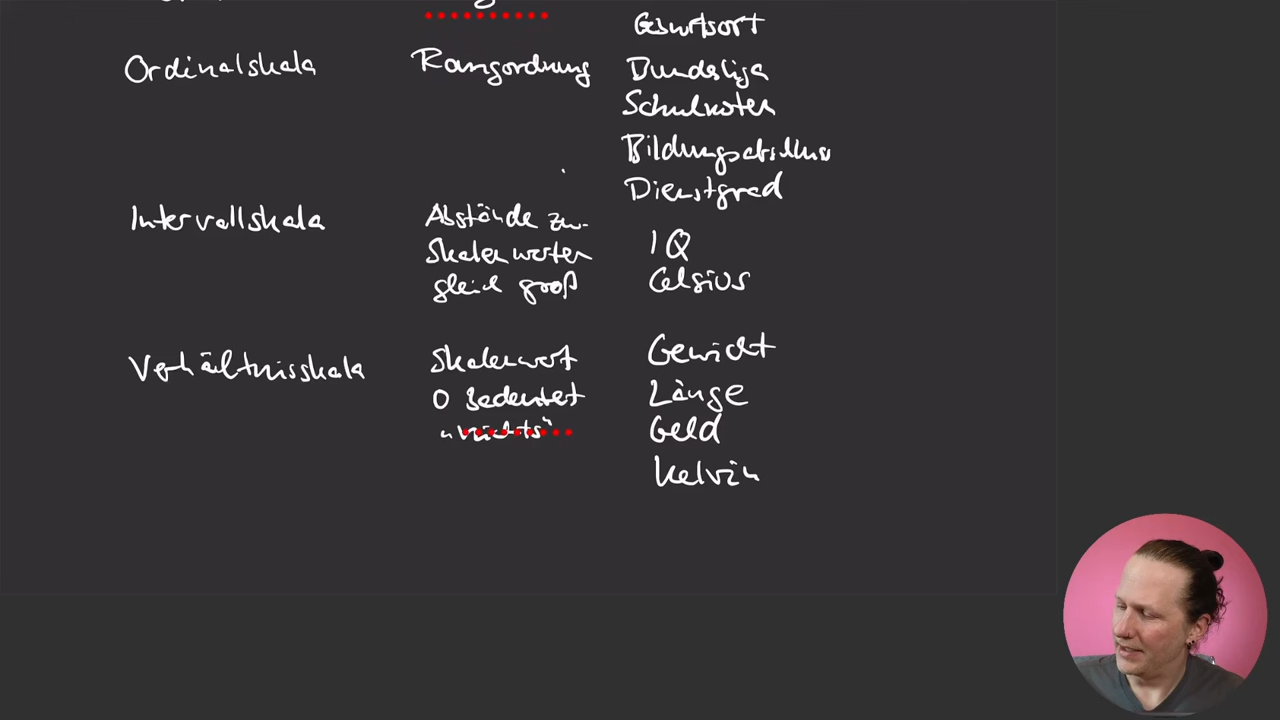 Geburtsort
Ordinalskala Rangordnung Bundesliga
Schulnoten
Bildungsabschluss
Dienstgrad
Intervallskala Abstände zw.
Skalenwerten IQ
gleich groß Celsius
Verhältnisskala Skalenwert Gewicht
0 bedeutet Länge
„nichts“ Geld
Kelvin